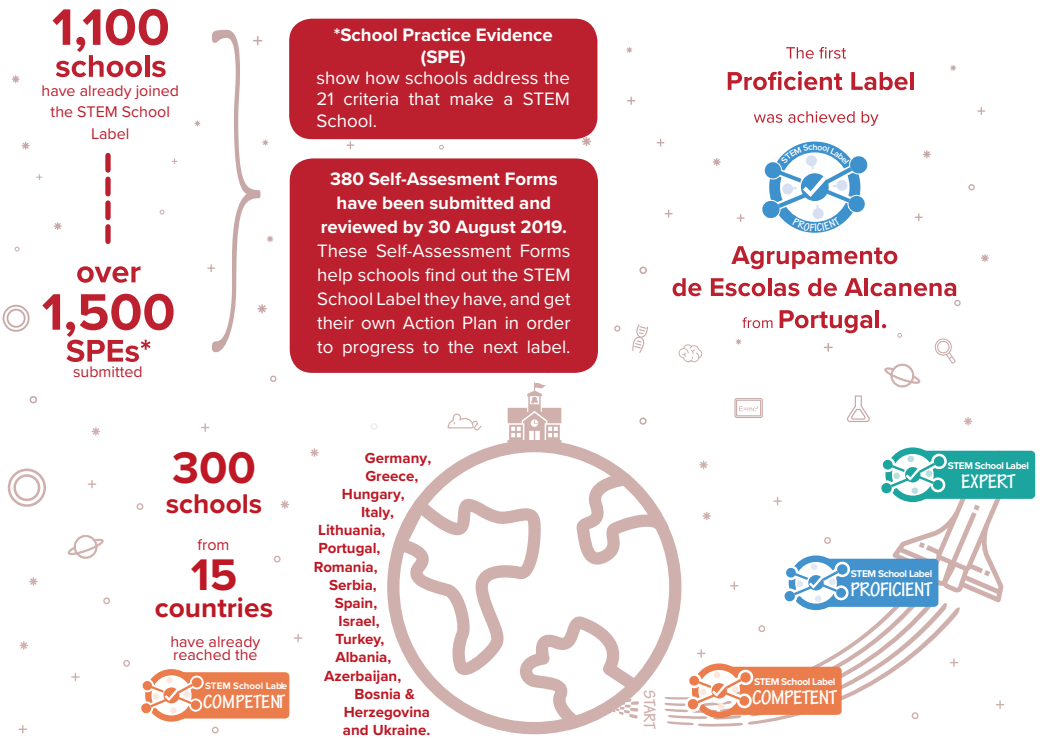 1,100
schools
have already joined
the STEM School
Label
over
1,500
SPEs*
submitted
*School Practice Evidence
(SPE)
show how schools address the
21 criteria that make a STEM
School.
380 Self-Assesment Forms
have been submitted and
reviewed by 30 August 2019.
These Self-Assessment Forms
help schools find out the STEM
School Label they have, and get
their own Action Plan in order
to progress to the next label.
The first
Proficient Label
was achieved by
STEM School Label
PROFICIENT
Agrupamento
de Escolas de Alcanena
from Portugal.
E=mc²
300
schools
from
15
countries
have already
reached the
STEM School Label
COMPETENT
Germany,
Greece,
Hungary,
Italy,
Lithuania,
Portugal,
Romania,
Serbia,
Spain,
Israel,
Turkey,
Albania,
Azerbaijan,
Bosnia &
Herzegovina
and Ukraine.
START
STEM School Label
COMPETENT
STEM School Label
PROFICIENT
STEM School Label
EXPERT